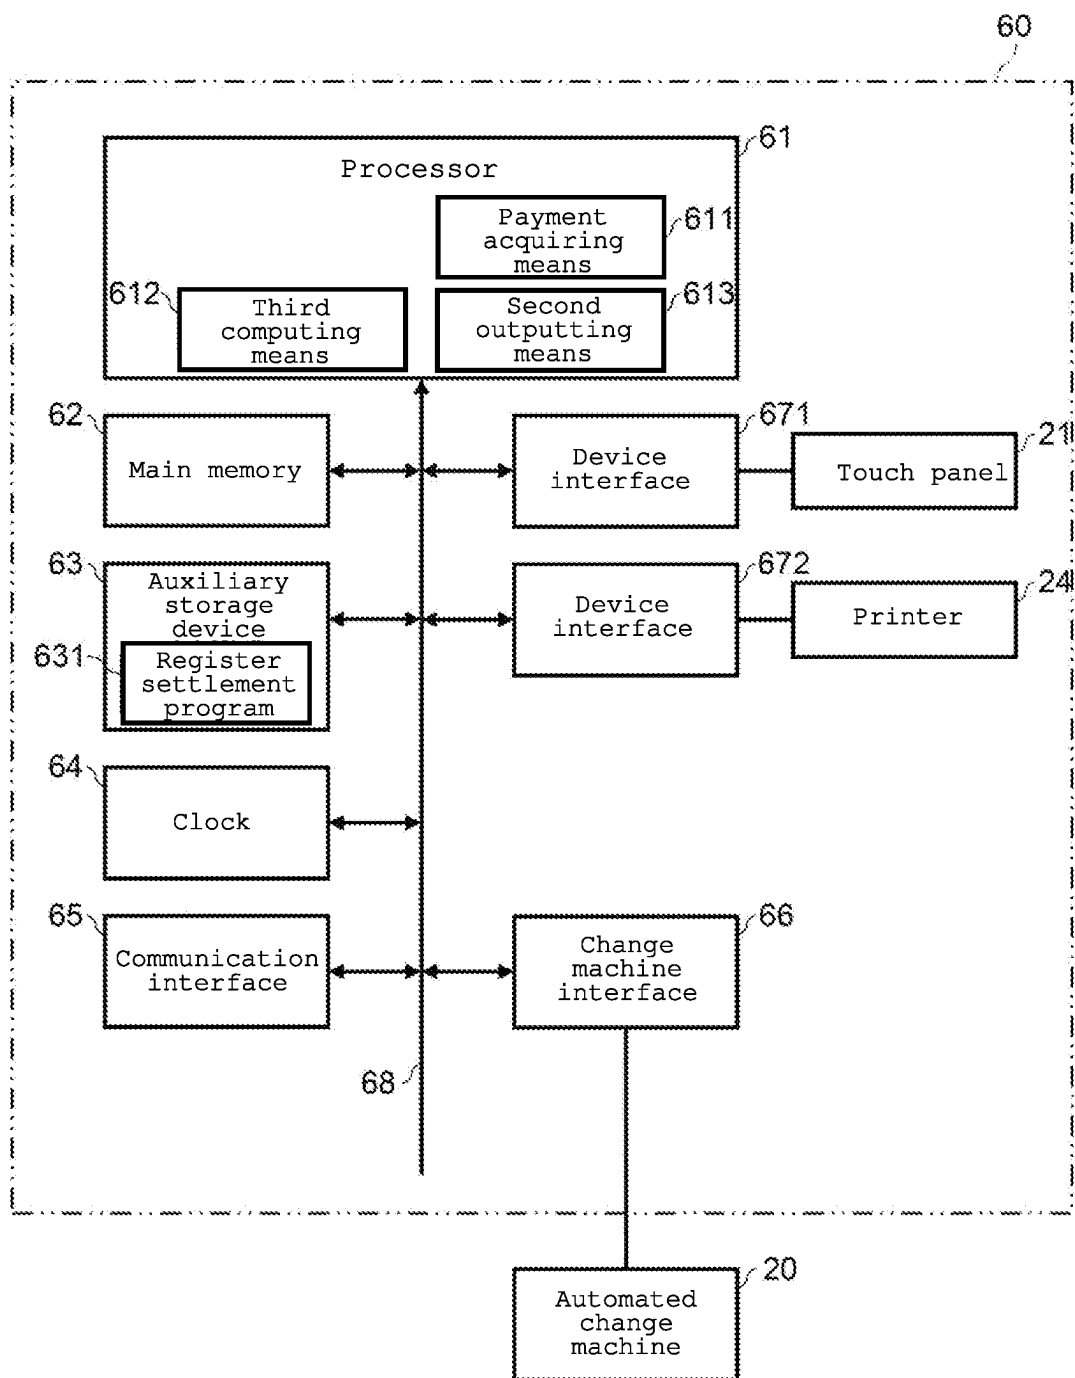 60
61
Processor
Payment
acquiring
means
611
612
Third
computing
means
Second
outputting
means
613
62
Main memory
671
Device
interface
21
Touch panel
63
Auxiliary
storage
device
631
Register
settlement
program
672
Device
interface
24
Printer
64
Clock
65
Communication
interface
66
Change
machine
interface
68
20
Automated
change
machine